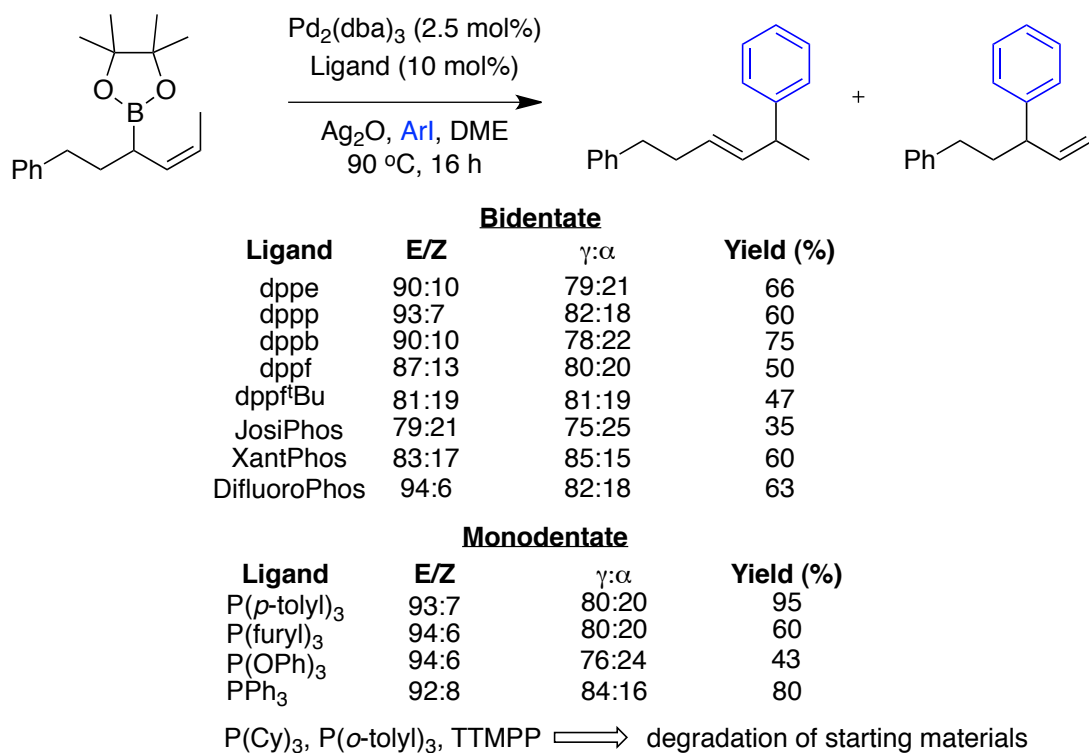 Pd₂(dba)₃ (2.5 mol%)
Ligand (10 mol%)
Ag₂O, ArI, DME
90 ºC, 16 h
O O
B
Ph
Ph
+
Ph
Bidentate
Ligand E/Z γ:α Yield (%)
dppe 90:10 79:21 66
dppp 93:7 82:18 60
dppb 90:10 78:22 75
dppf 87:13 80:20 50
dppfᵗBu 81:19 81:19 47
JosiPhos 79:21 75:25 35
XantPhos 83:17 85:15 60
DifluoroPhos 94:6 82:18 63
Monodentate
Ligand E/Z γ:α Yield (%)
P(p-tolyl)₃ 93:7 80:20 95
P(furyl)₃ 94:6 80:20 60
P(OPh)₃ 94:6 76:24 43
PPh₃ 92:8 84:16 80
P(Cy)₃, P(o-tolyl)₃, TTMPP ⟹ degradation of starting materials